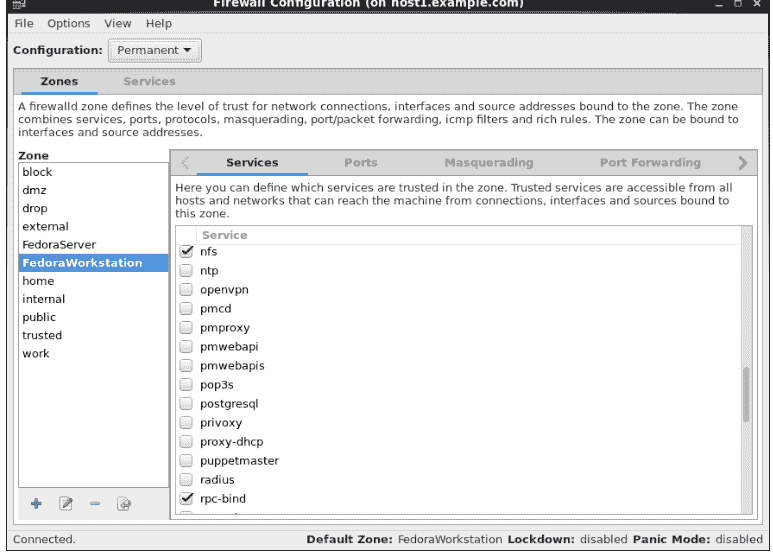 Firewall Configuration (on host1.example.com)
File Options View Help
Configuration: Permanent
Zones Services
A firewalld zone defines the level of trust for network connections, interfaces and source addresses bound to the zone. The zone
combines services, ports, protocols, masquerading, port/packet forwarding, icmp filters and rich rules. The zone can be bound to
interfaces and source addresses.
Zone
block
dmz
drop
external
FedoraServer
FedoraWorkstation
home
internal
public
trusted
work
Services Ports Masquerading Port Forwarding
Here you can define which services are trusted in the zone. Trusted services are accessible from all
hosts and networks that can reach the machine from connections, interfaces and sources bound to
this zone.
Service
nfs
ntp
openvpn
pmcd
pmproxy
pmwebapi
pmwebapis
pop3s
postgresql
privoxy
proxy-dhcp
puppetmaster
radius
rpc-bind
Connected.
Default Zone: FedoraWorkstation Lockdown: disabled Panic Mode: disabled